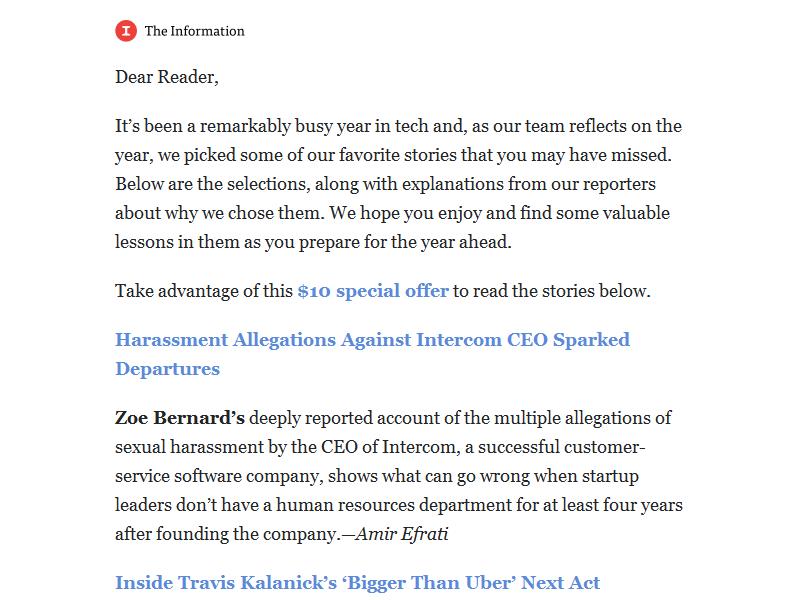 The Information
Dear Reader,
It’s been a remarkably busy year in tech and, as our team reflects on the
year, we picked some of our favorite stories that you may have missed.
Below are the selections, along with explanations from our reporters
about why we chose them. We hope you enjoy and find some valuable
lessons in them as you prepare for the year ahead.
Take advantage of this $10 special offer to read the stories below.
Harassment Allegations Against Intercom CEO Sparked
Departures
Zoe Bernard’s deeply reported account of the multiple allegations of
sexual harassment by the CEO of Intercom, a successful customer-
service software company, shows what can go wrong when startup
leaders don’t have a human resources department for at least four years
after founding the company.—Amir Efrati
Inside Travis Kalanick’s ‘Bigger Than Uber’ Next Act